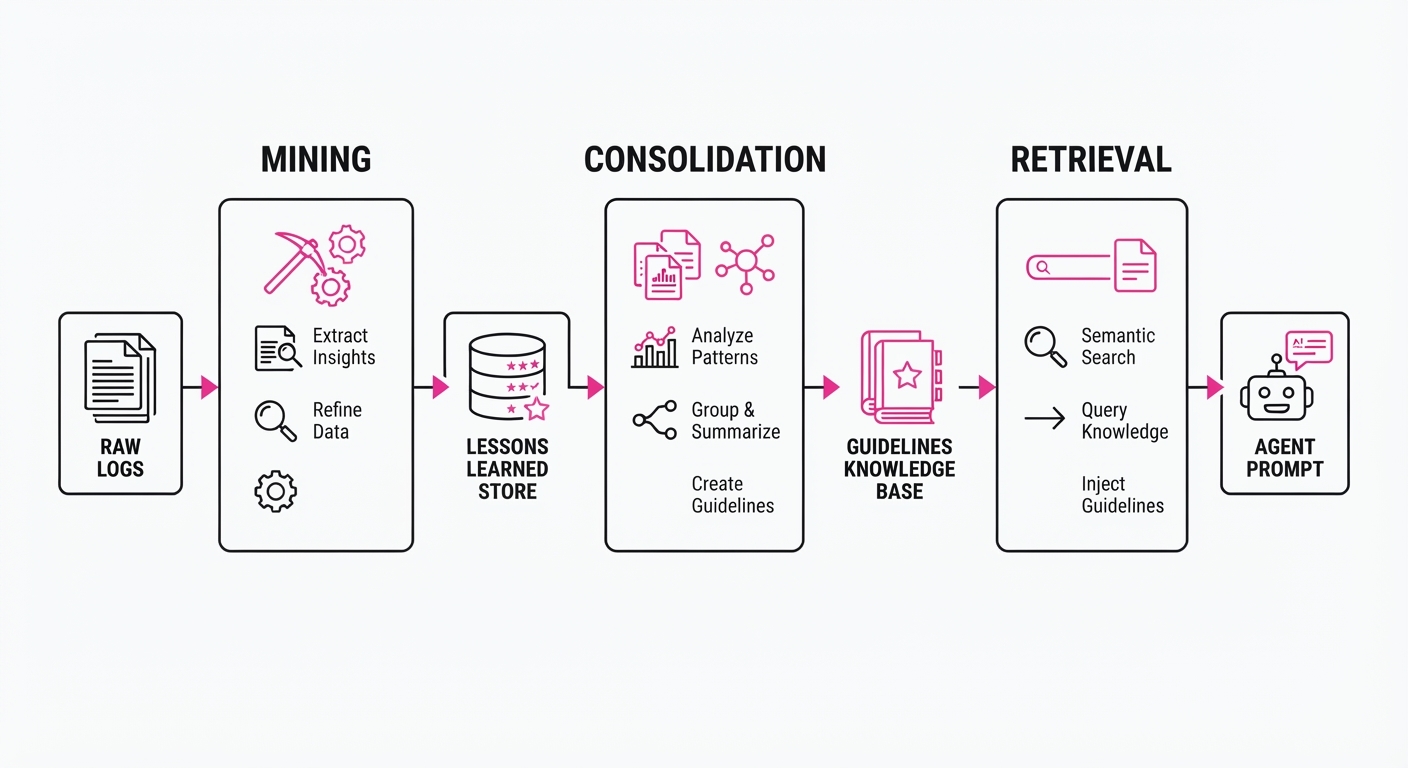 MINING
CONSOLIDATION
RETRIEVAL
RAW
LOGS
Extract
Insights
Refine
Data
LESSONS
LEARNED
STORE
Analyze
Patterns
Group &
Summarize
Create
Guidelines
GUIDELINES
KNOWLEDGE
BASE
Semantic
Search
Query
Knowledge
Inject
Guidelines
AI
AGENT
PROMPT